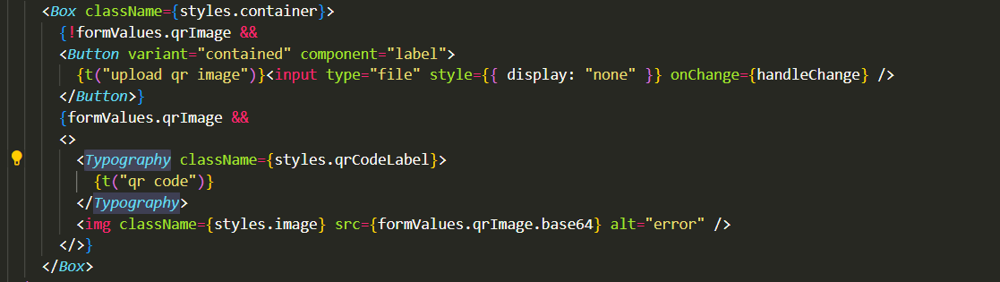 <Box className={styles.container}>
{!formValues.qrImage &&
<Button variant="contained" component="label">
{t("upload qr image")}<input type="file" style={{ display: "none" }} onChange={handleChange} />
</Button>}
{formValues.qrImage &&
<>
<Typography className={styles.qrCodeLabel}>
{t("qr code")}
</Typography>
<img className={styles.image} src={formValues.qrImage.base64} alt="error" />
</>}
</Box>